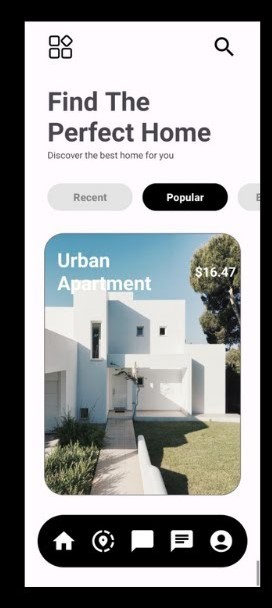 Find The
Perfect Home
Discover the best home for you
Recent
Popular
Urban
Apartment
$16.47